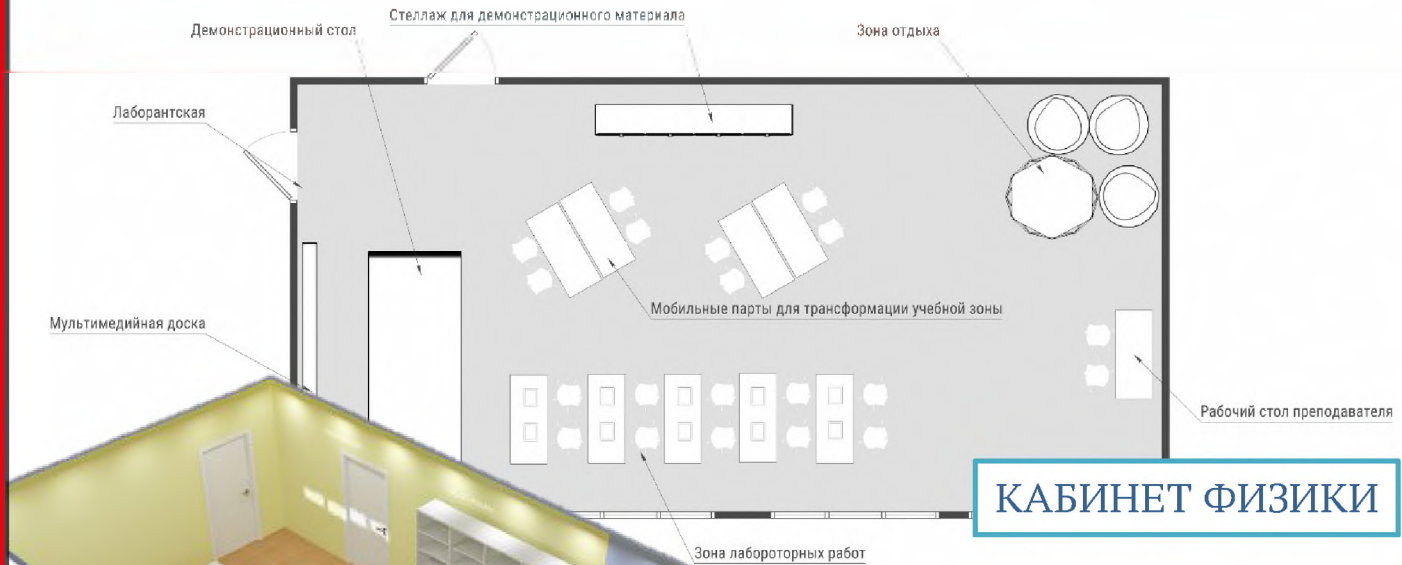 Стеллаж для демонстрационного материала
Демонстрационный стол
Зона отдыха
Лаборантская
Мобильные парты для трансформации учебной зоны
Мультимедийная доска
Рабочий стол преподавателя
КАБИНЕТ ФИЗИКИ
Зона лабороторных работ